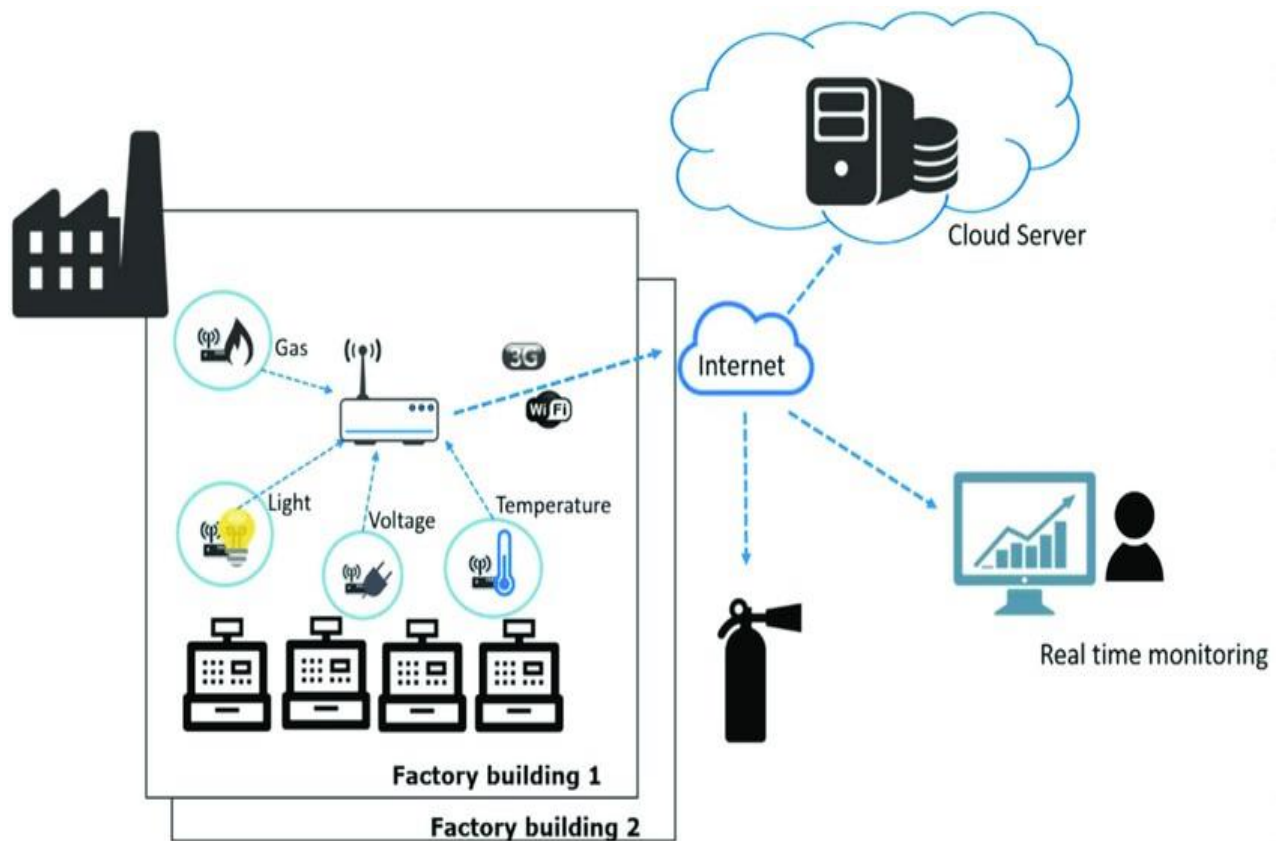 Cloud Server
Gas
3G
Internet
WiFi
Light
Voltage
Temperature
Real time monitoring
Factory building 1
Factory building 2